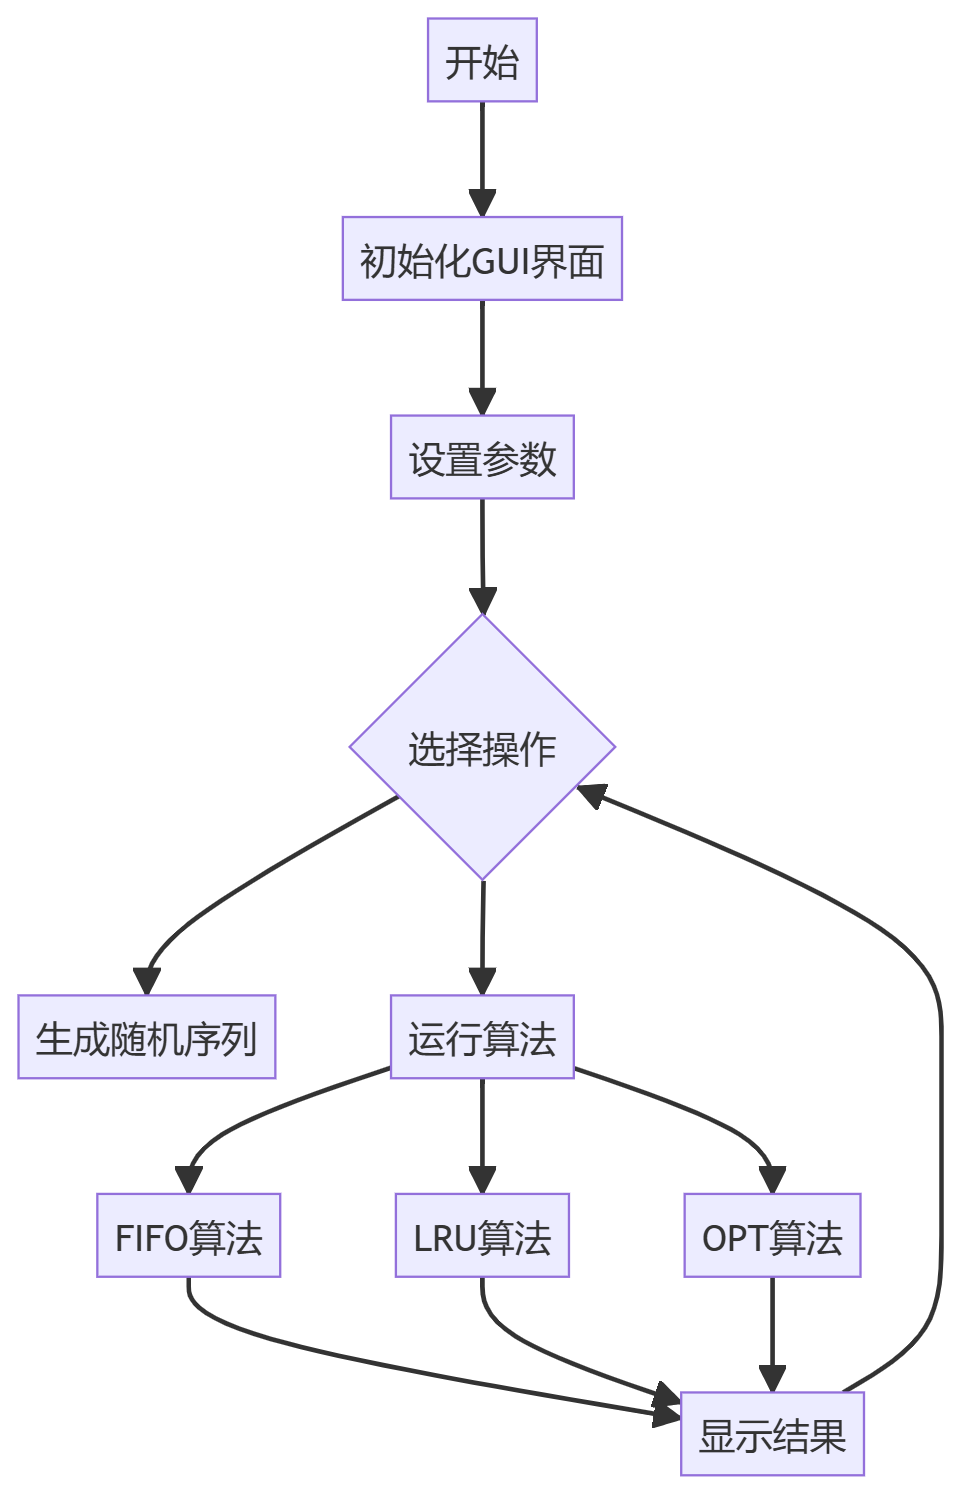 开始
初始化GUI界面
设置参数
选择操作
生成随机序列
运行算法
FIFO算法
LRU算法
OPT算法
显示结果